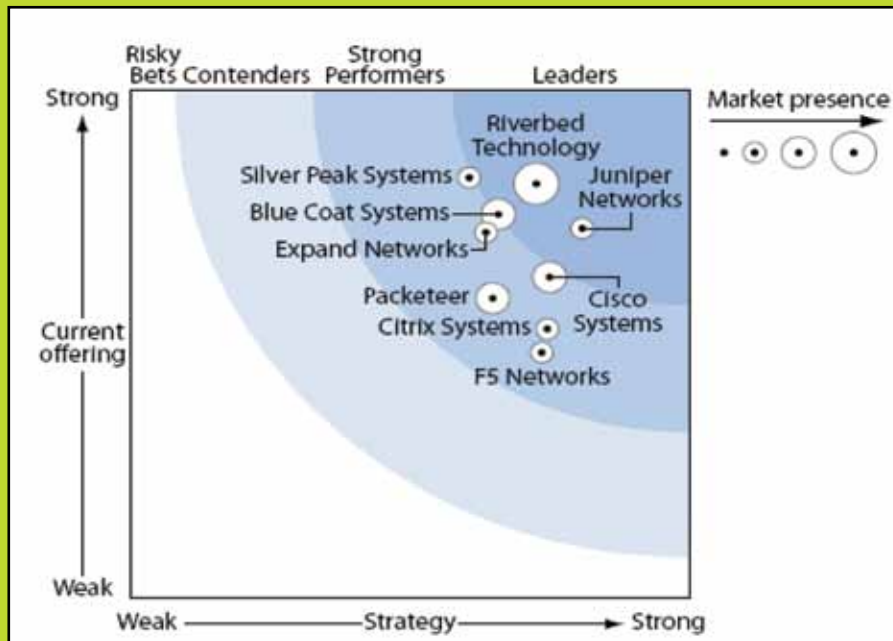 Risky
Bets
Contenders
Strong
Performers
Leaders
Strong
Market presence
Riverbed
Technology
Silver Peak Systems
Juniper
Networks
Blue Coat Systems
Expand Networks
Packeteer
Cisco
Systems
Citrix Systems
Current
offering
F5 Networks
Weak
Weak
Strategy
Strong